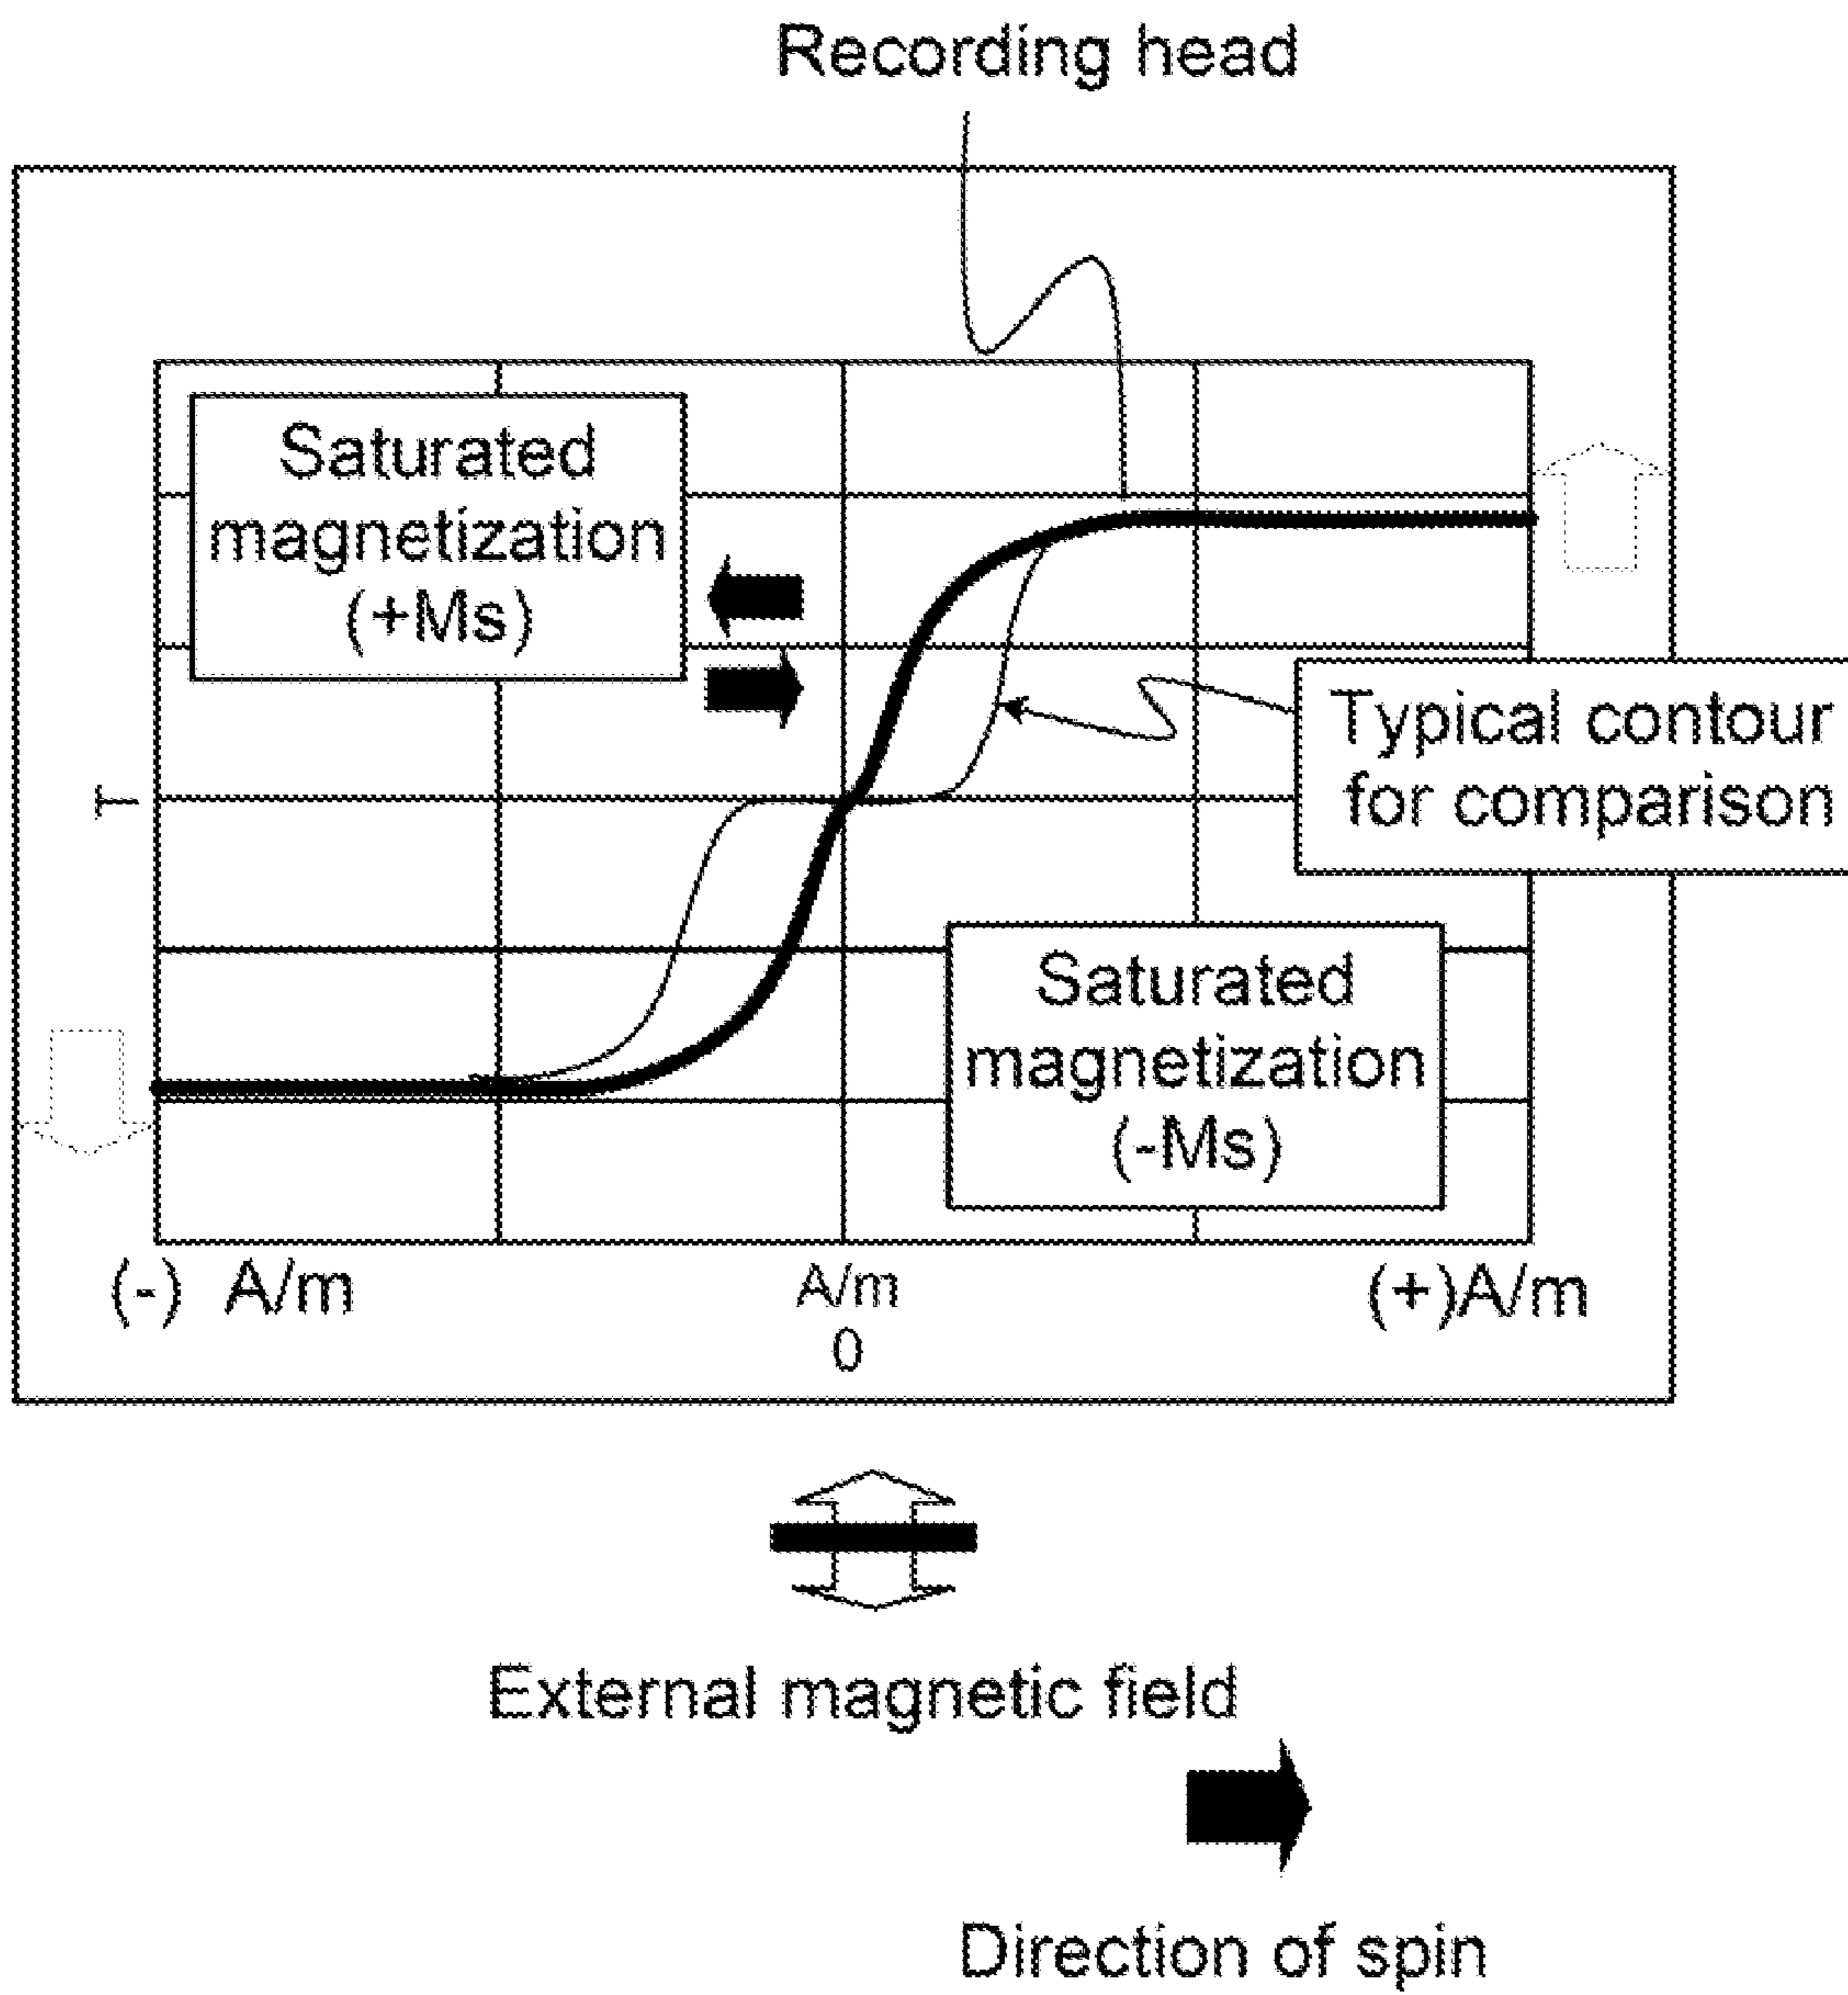 Recording head
Saturated
magnetization
(+Ms)
Typical contour
for comparison
T
Saturated
magnetization
(-Ms)
(-) A/m
A/m
0
(+)A/m
External magnetic field
Direction of spin